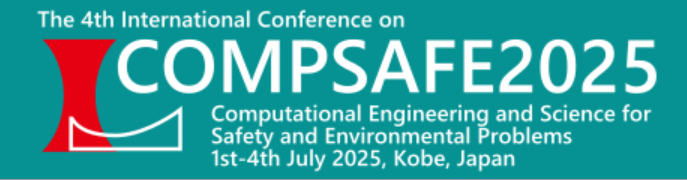 The 4th International Conference on
COMPSAFE2025
Computational Engineering and Science for
Safety and Environmental Problems
1st-4th July 2025, Kobe, Japan